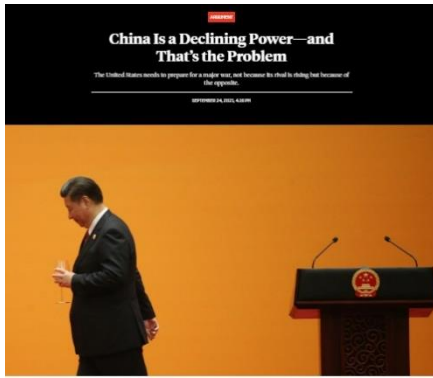 China Is a Declining Power—and
That's the Problem
The United States needs to prepare for a major war, not because its rival is rising but because of
the opposite.
SEPTEMBER 24, 2021, 4:28 PM